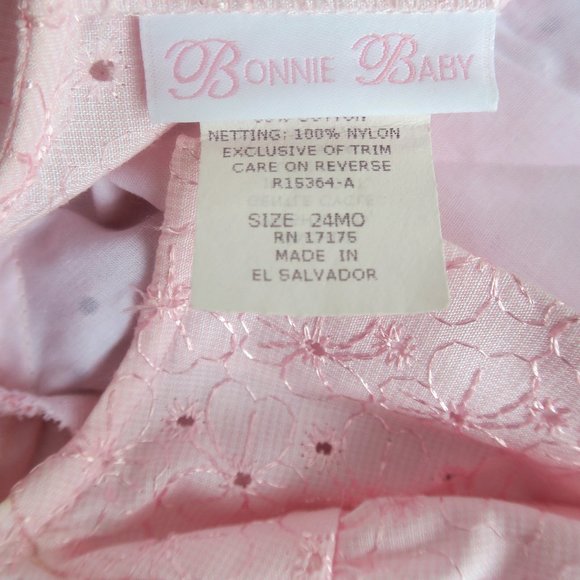 BONNIE BABY
COTTON
NETTING: 100% NYLON
EXCLUSIVE OF TRIM
CARE ON REVERSE
R15364-A
SIZE 24MO
RN 17175
MADE IN
EL SALVADOR